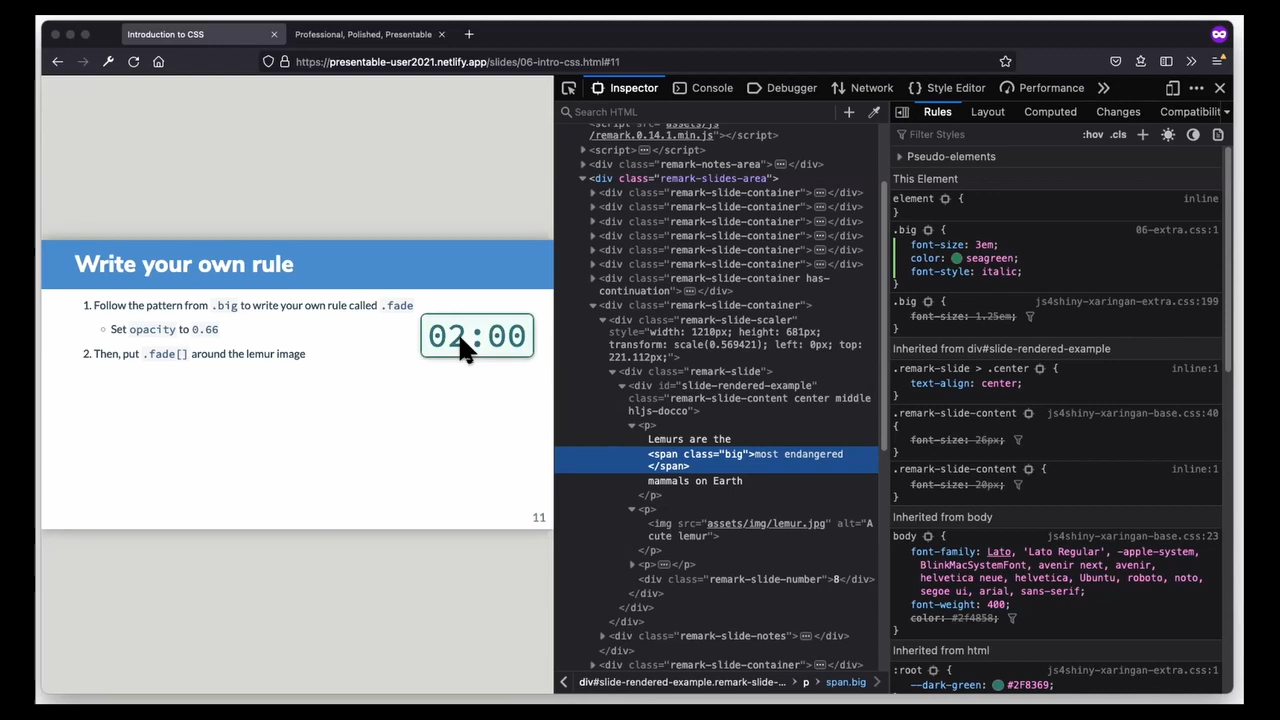 Introduction to CSS
Professional, Polished, Presentable
https://presentable-user2021.netlify.app/slides/06-intro-css.html#11
Write your own rule
1. Follow the pattern from .big to write your own rule called .fade
Set opacity to 0.66
2. Then, put .fade[] around the lemur image
02:00
11
Inspector
Console
Debugger
Network
Style Editor
Performance
Search HTML
/remark.0.14.1.min.js"></script>
<script></script>
<div class="remark-notes-area"></div>
<div class="remark-slides-area">
<div class="remark-slide-container"></div>
<div class="remark-slide-container"></div>
<div class="remark-slide-container"></div>
<div class="remark-slide-container"></div>
<div class="remark-slide-container"></div>
<div class="remark-slide-container has-
continuation"></div>
<div class="remark-slide-container">
<div class="remark-slide-scaler"
style="width: 1210px; height: 681px;
transform: scale(0.569421); left: 0px; top:
221.112px;">
<div class="remark-slide">
<div id="slide-rendered-example"
class="remark-slide-content center middle
hljs-docco">
<p>
Lemurs are the
<span class="big">most endangered
</span>
mammals on Earth
</p>
<p>
<img src="assets/img/lemur.jpg" alt="A
cute lemur">
</p>
<p></p>
<div class="remark-slide-number">8</div>
</div>
</div>
</div>
<div class="remark-slide-notes"></div>
</div>
<div class="remark-slide-container"></div>
div#slide-rendered-example.remark-slide-... p span.big
Rules
Layout
Computed
Changes
Compatibilit
Filter Styles
:hov .cls
Pseudo-elements
This Element
element { inline
}
.big { 06-extra.css:1
font-size: 3em;
color: seagreen;
font-style: italic;
}
.big { js4shiny-xaringan-extra.css:199
font-size: 1.25em;
}
Inherited from div#slide-rendered-example
.remark-slide > .center { inline:1
text-align: center;
}
.remark-slide-content js4shiny-xaringan-base.css:40
{
font-size: 26px;
}
.remark-slide-content { inline:1
font-size: 20px;
}
Inherited from body
body { js4shiny-xaringan-base.css:23
font-family: Lato, 'Lato Regular', -apple-system,
BlinkMacSystemFont, avenir next, avenir,
helvetica neue, helvetica, Ubuntu, roboto, noto,
segoe ui, arial, sans-serif;
font-weight: 400;
color: #2f4858;
}
Inherited from html
:root { js4shiny-xaringan-extra.css:1
--dark-green: #2F8369;